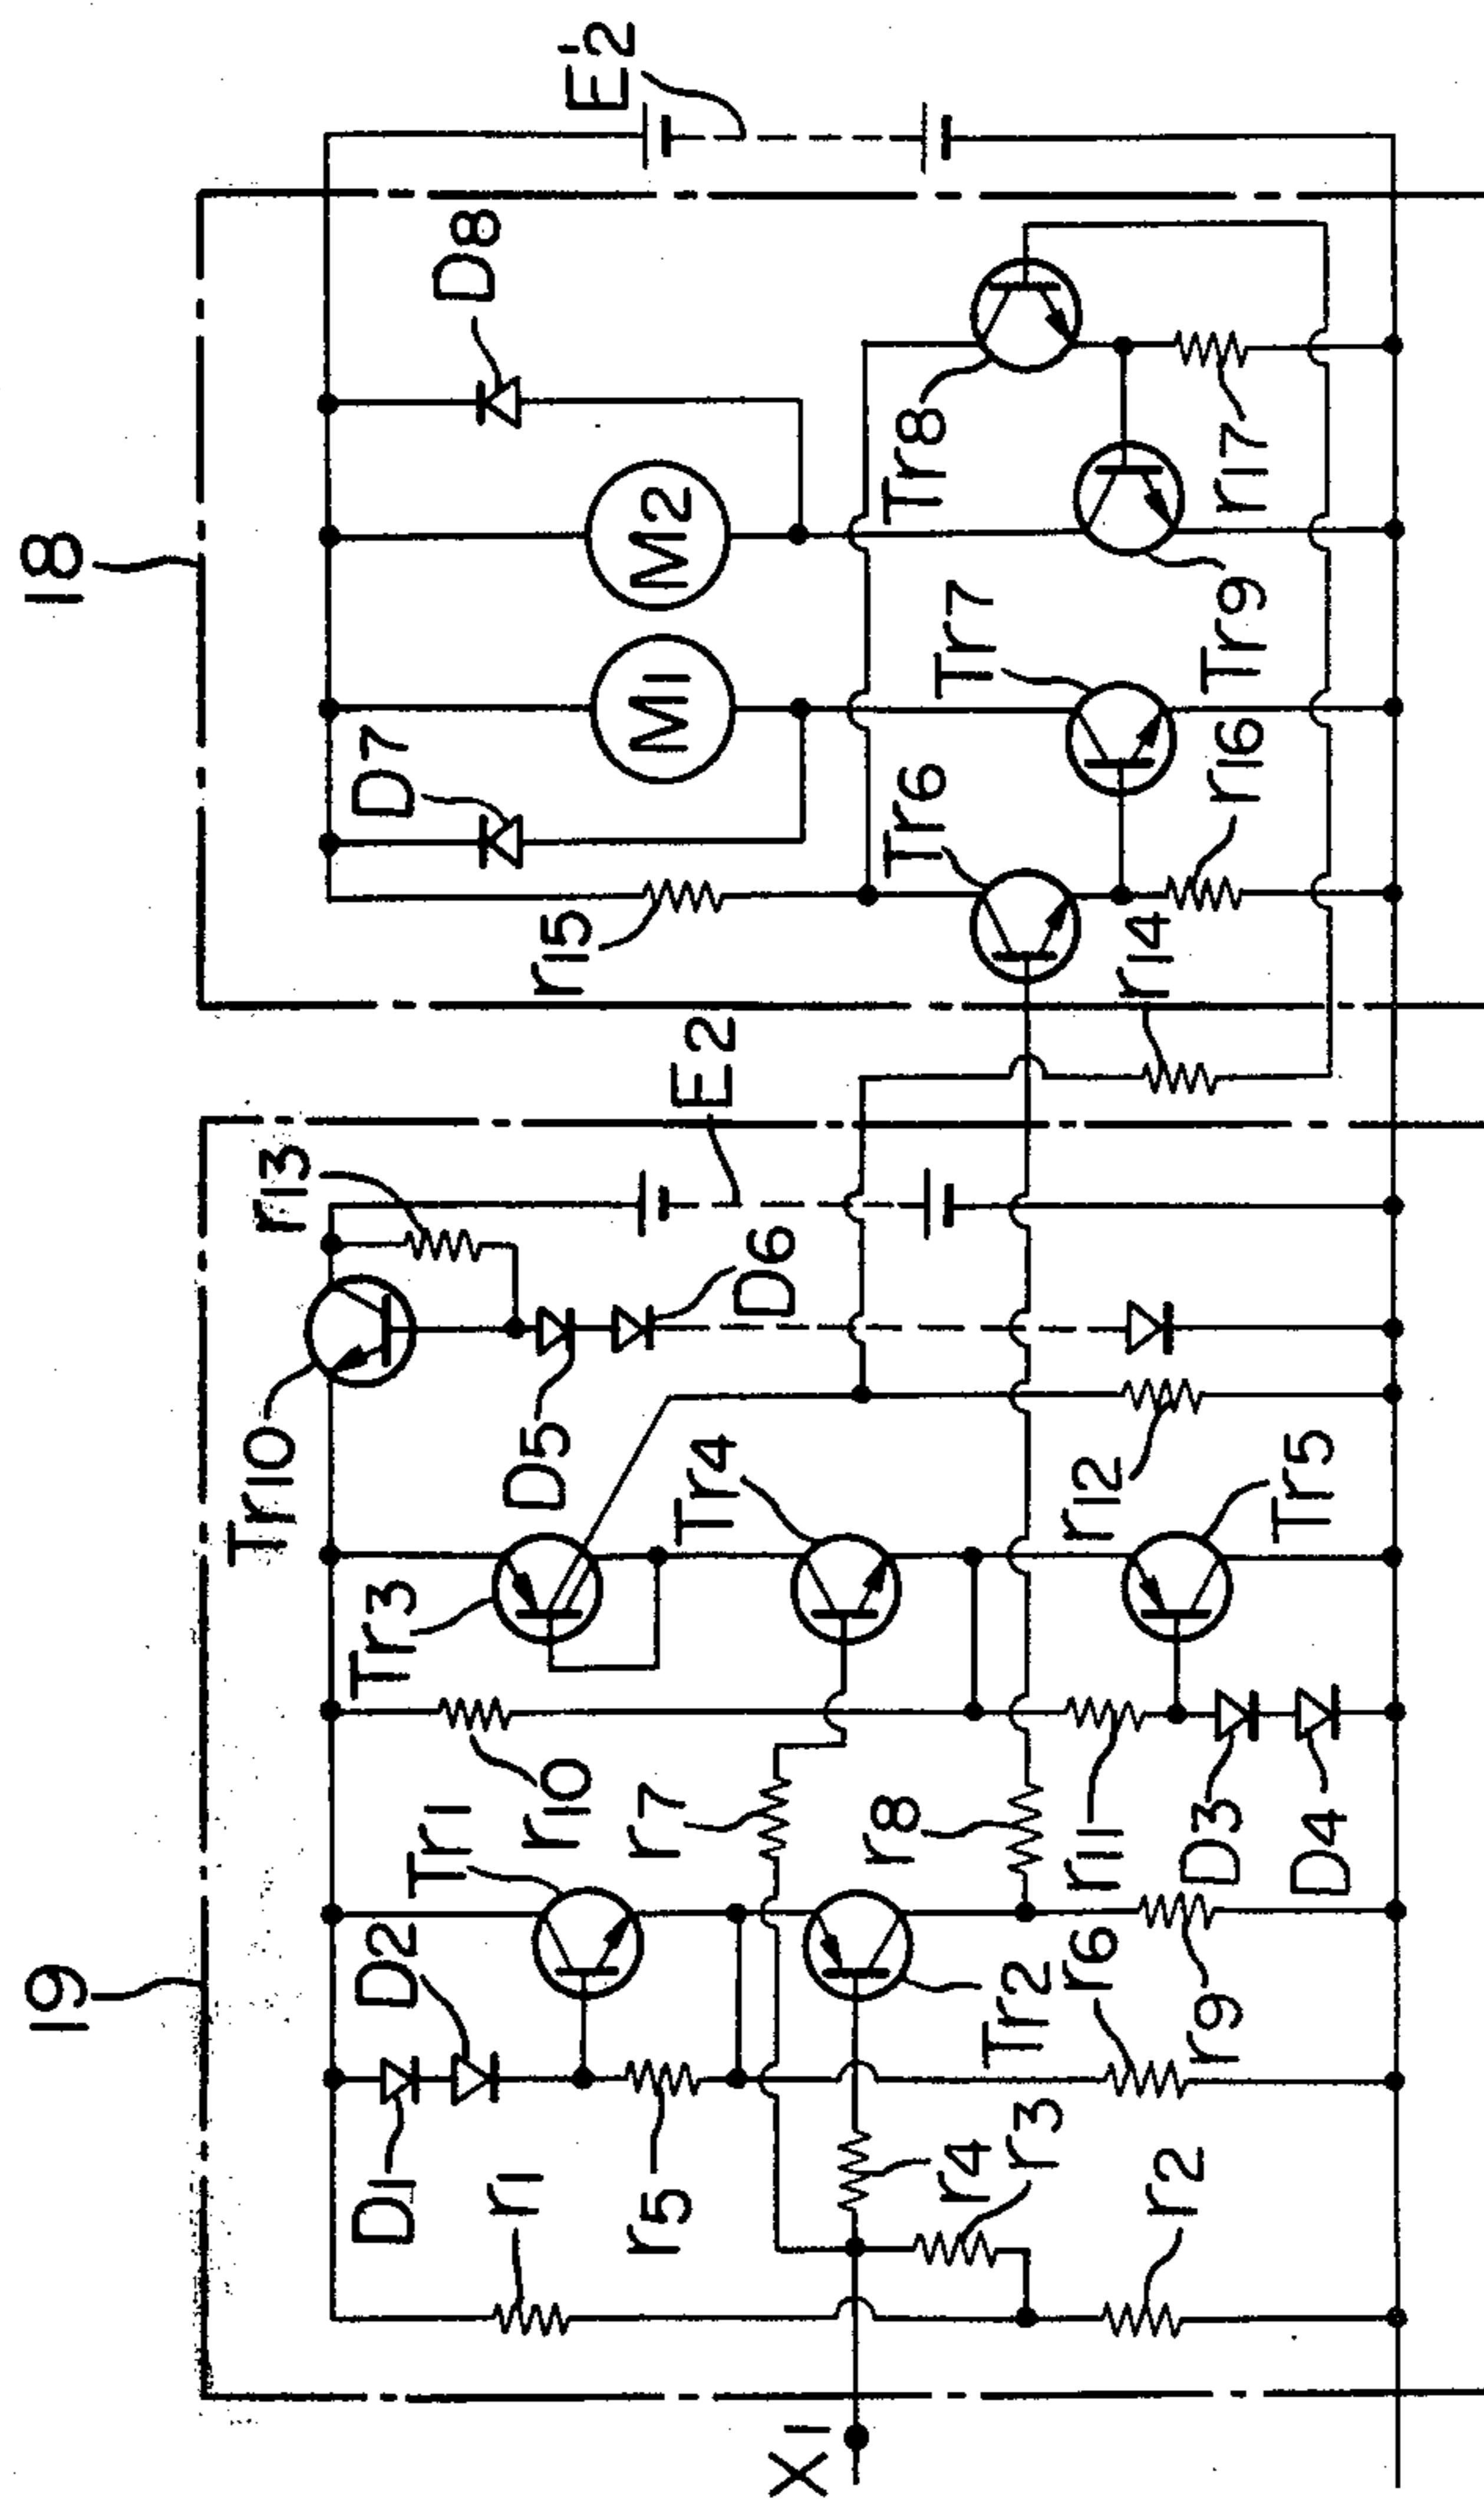 19
18
Tr10
r13
E2
E'2
D1
D2
Tr1
r10
Tr3
D5
D6
D7
D8
r1
r5
r7
Tr4
r15
M1
M2
X1
r4
r3
Tr2
r8
Tr6
Tr7
Tr8
r2
r9
r6
r11
D3
D4
r12
Tr5
r14
r16
Tr9
r17